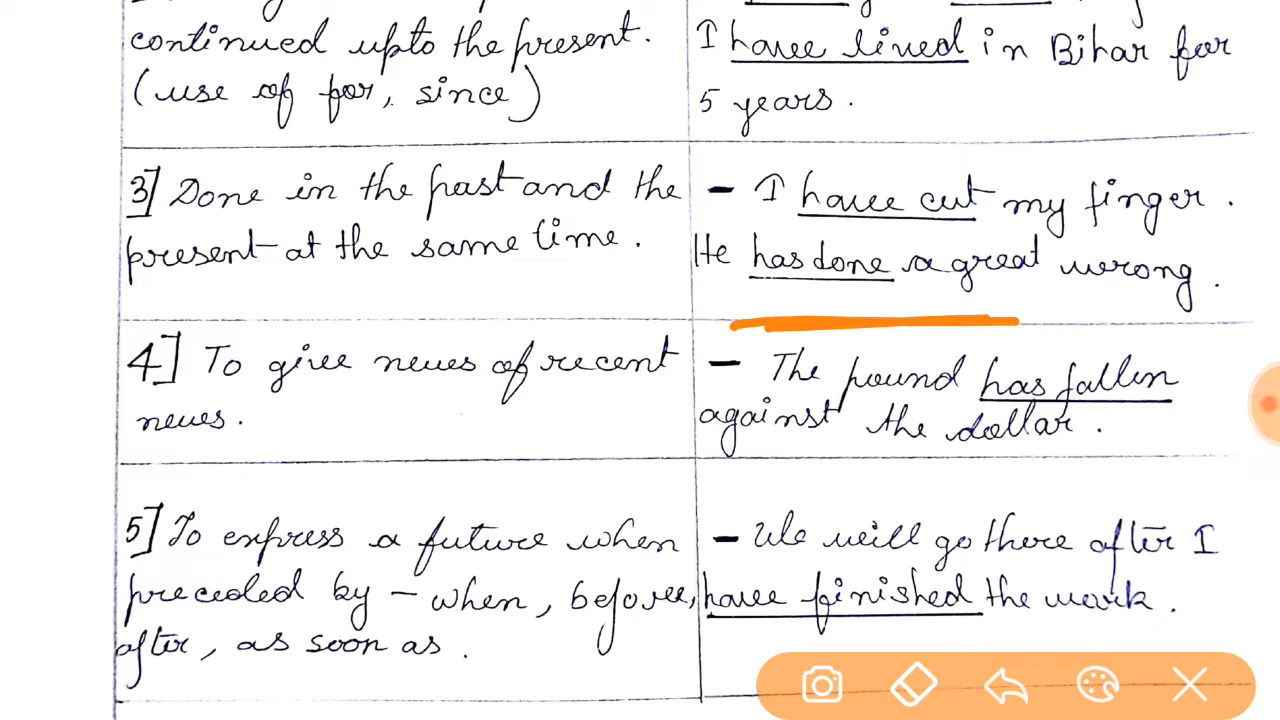 continued upto the present.
(use of for, since)
I have lived in Bihar for
5 years.
3] Done in the past and the
present at the same time.
- I have cut my finger.
He has done a great wrong.
4] To give news of recent
news.
- The pound has fallen
against the dollar.
5] To express a future when
preceded by - when, before,
after, as soon as.
- We will go there after I
have finished the work.